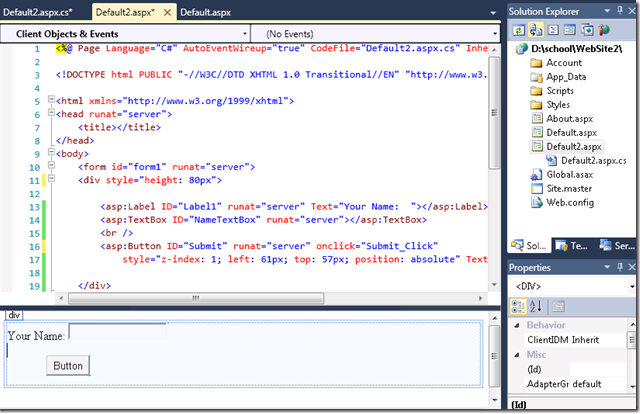 Default2.aspx.cs* Default2.aspx* Default.aspx
Client Objects & Events (No Events)
1 <%@ Page Language="C#" AutoEventWireup="true" CodeFile="Default2.aspx.cs" Inhe
2
3 <!DOCTYPE html PUBLIC "-//W3C//DTD XHTML 1.0 Transitional//EN" "http://www.w3.
4
5 <html xmlns="http://www.w3.org/1999/xhtml">
6 <head runat="server">
7 <title></title>
8 </head>
9 <body>
10 <form id="form1" runat="server">
11 <div style="height: 80px">
12
13 <asp:Label ID="Label1" runat="server" Text="Your Name:  "></asp:Label>
14 <asp:TextBox ID="NameTextBox" runat="server"></asp:TextBox>
15 <br />
16 <asp:Button ID="Submit" runat="server" onclick="Submit_Click"
17 style="z-index: 1; left: 61px; top: 57px; position: absolute" Text
18
19 </div>
div
Your Name:
Button
Solution Explorer
D:\school\WebSite2\
Account
App_Data
Scripts
Styles
About.aspx
Default.aspx
Default2.aspx
Default2.aspx.cs
Global.asax
Site.master
Web.config
Sol... Te... Ser...
Properties
<DIV>
Behavior
ClientIDM Inherit
Misc
(Id)
AdapterGr default
(Id)